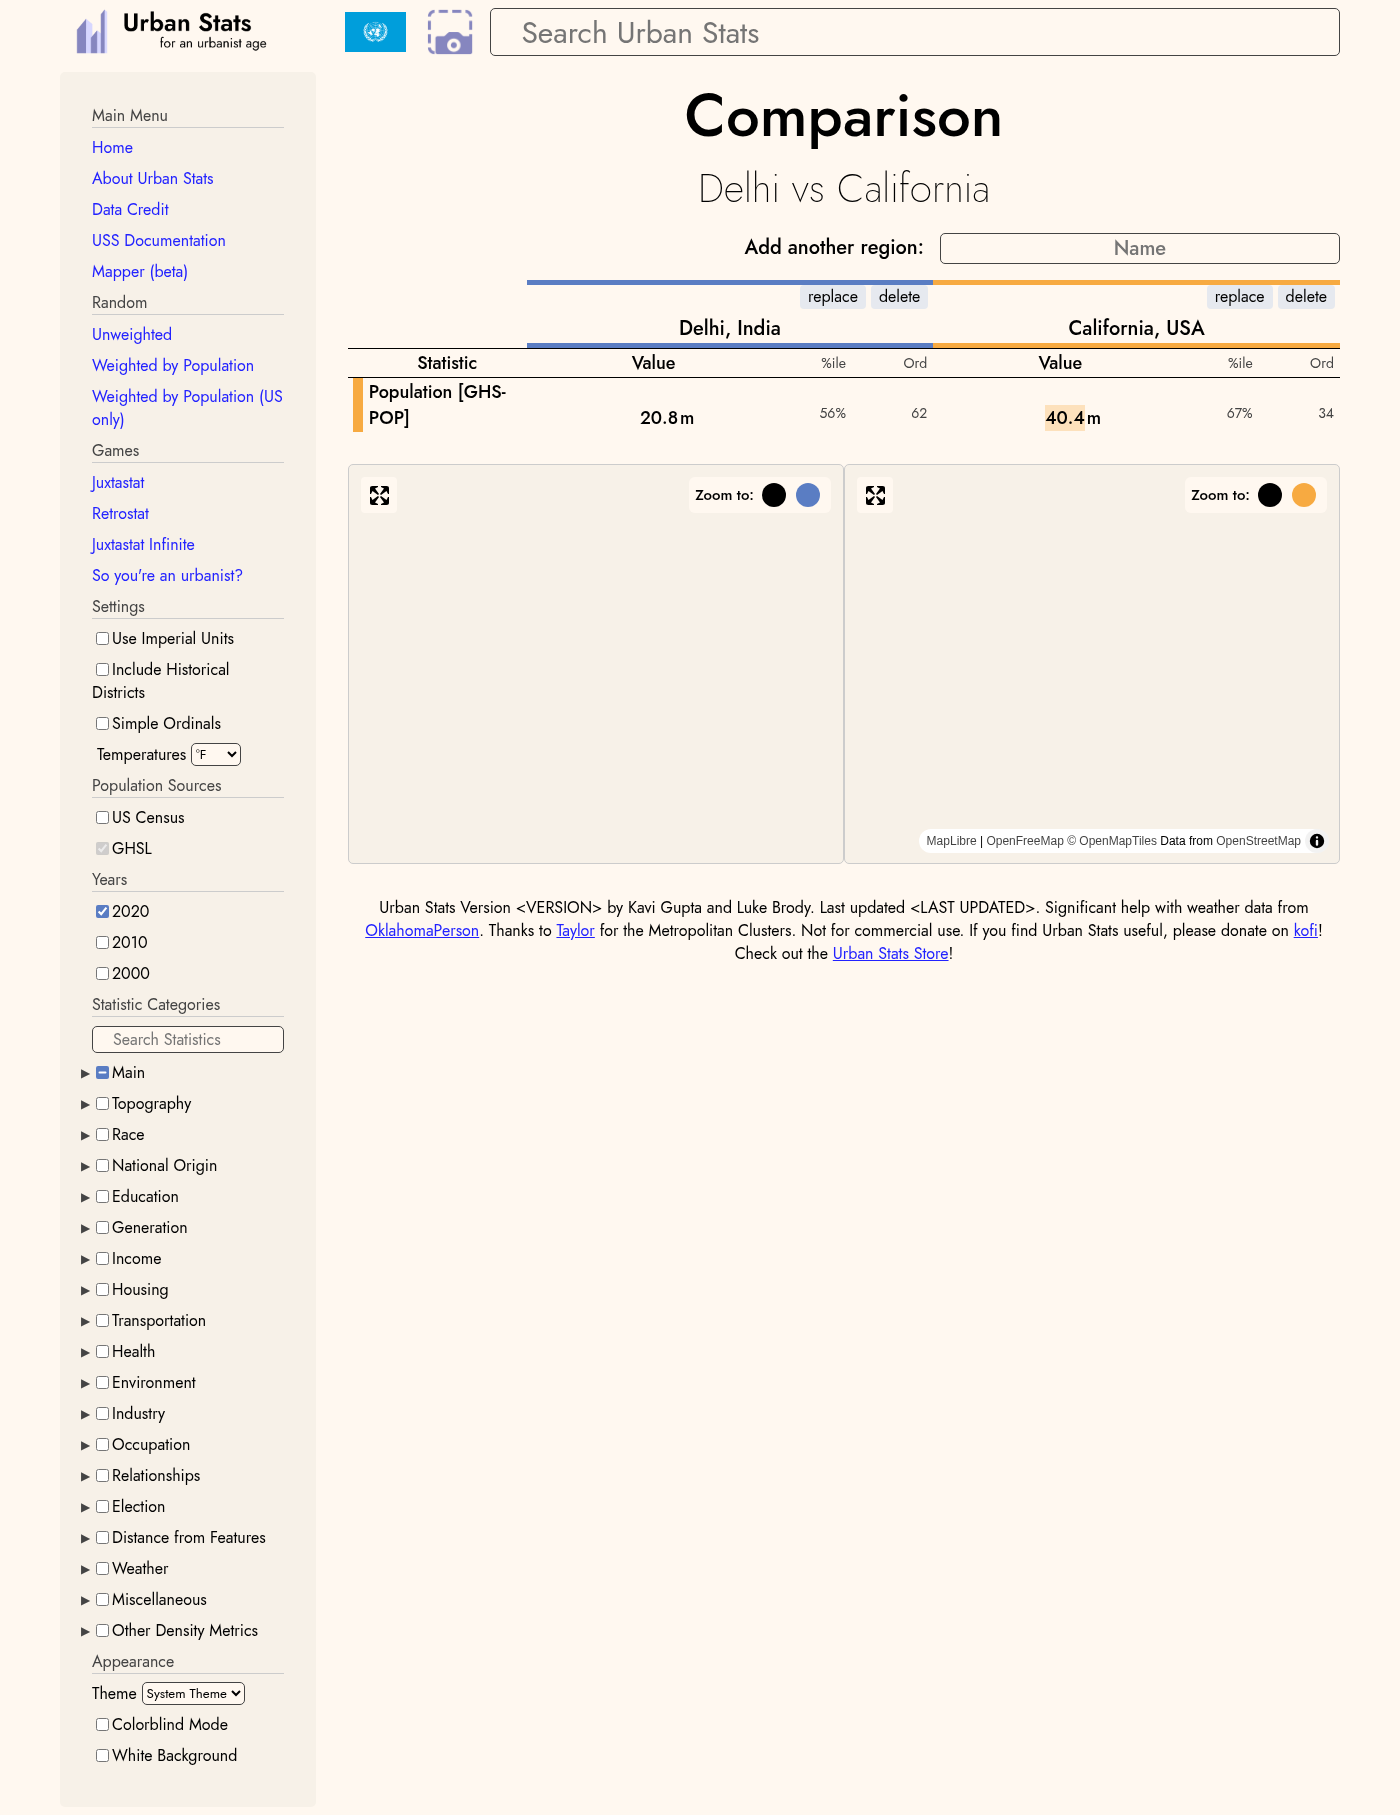 Urban Stats
for an urbanist age
Search Urban Stats
Main Menu
Home
About Urban Stats
Data Credit
USS Documentation
Mapper (beta)
Random
Unweighted
Weighted by Population
Weighted by Population (US
only)
Games
Juxtastat
Retrostat
Juxtastat Infinite
So you're an urbanist?
Settings
Use Imperial Units
Include Historical
Districts
Simple Ordinals
Temperatures °F
Population Sources
US Census
GHSL
Years
2020
2010
2000
Statistic Categories
Search Statistics
Main
Topography
Race
National Origin
Education
Generation
Income
Housing
Transportation
Health
Environment
Industry
Occupation
Relationships
Election
Distance from Features
Weather
Miscellaneous
Other Density Metrics
Appearance
Theme System Theme
Colorblind Mode
White Background
Comparison
Delhi vs California
Add another region: Name
replace delete replace delete
Delhi, India California, USA
Statistic Value %ile Ord Value %ile Ord
Population [GHS-
POP] 20.8 m 56% 62 40.4 m 67% 34
Zoom to: Zoom to:
MapLibre | OpenFreeMap © OpenMapTiles Data from OpenStreetMap
Urban Stats Version <VERSION> by Kavi Gupta and Luke Brody. Last updated <LAST UPDATED>. Significant help with weather data from
OklahomaPerson. Thanks to Taylor for the Metropolitan Clusters. Not for commercial use. If you find Urban Stats useful, please donate on kofi!
Check out the Urban Stats Store!